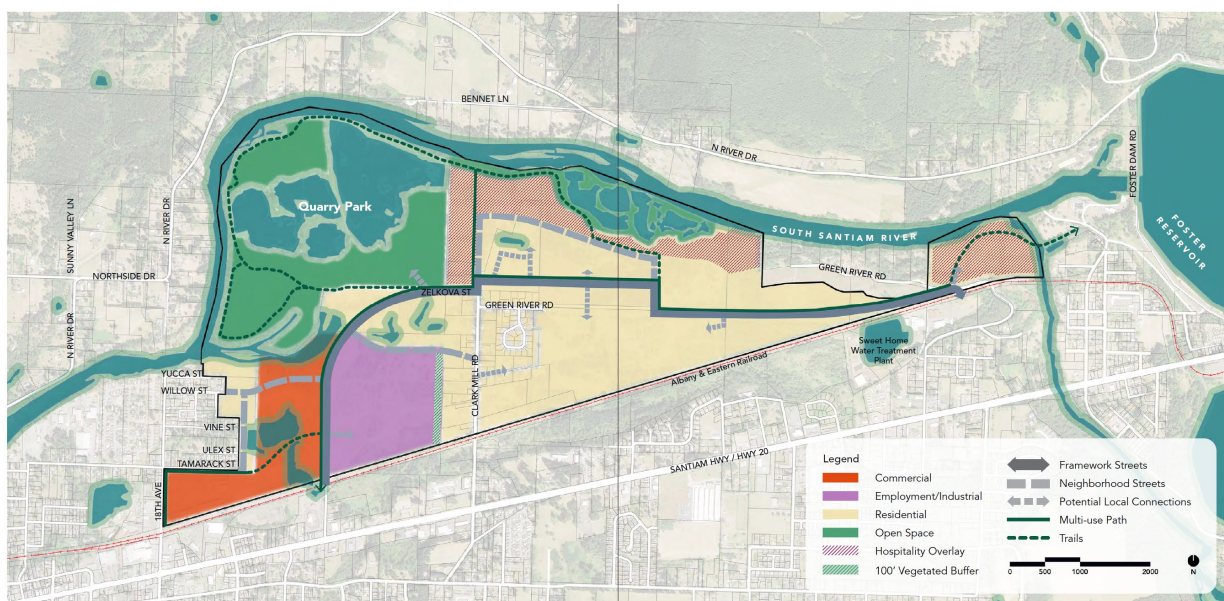 BENNET LN
N RIVER DR
FOSTER DAM RD
SUNNY VALLEY LN
N RIVER DR
Quarry Park
FOSTER
RESERVOIR
SOUTH SANTIAM RIVER
NORTHSIDE DR
GREEN RIVER RD
ZELKOVA ST
GREEN RIVER RD
N RIVER DR
Sweet Home
Water Treatment
Plant
YUCCA ST
WILLOW ST
CLARK MILL RD
Albany & Eastern Railroad
VINE ST
ULEX ST
TAMARACK ST
18TH AVE
SANTIAM HWY / HWY 20
Legend
Commercial
Employment/Industrial
Residential
Open Space
Hospitality Overlay
100' Vegetated Buffer
Framework Streets
Neighborhood Streets
Potential Local Connections
Multi-use Path
Trails
0 500 1000 2000
N